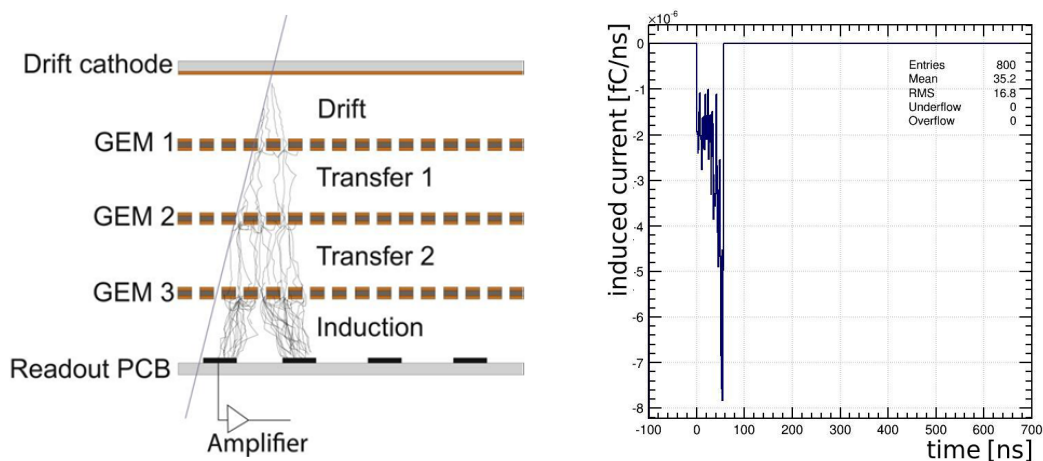 Drift cathode
Drift
GEM 1
Transfer 1
GEM 2
Transfer 2
GEM 3
Induction
Readout PCB
Amplifier
×10⁻⁶
induced current [fC/ns]
0
-1
-2
-3
-4
-5
-6
-7
-8
Entries 800
Mean 35.2
RMS 16.8
Underflow 0
Overflow 0
-100 0 100 200 300 400 500 600 700
time [ns]